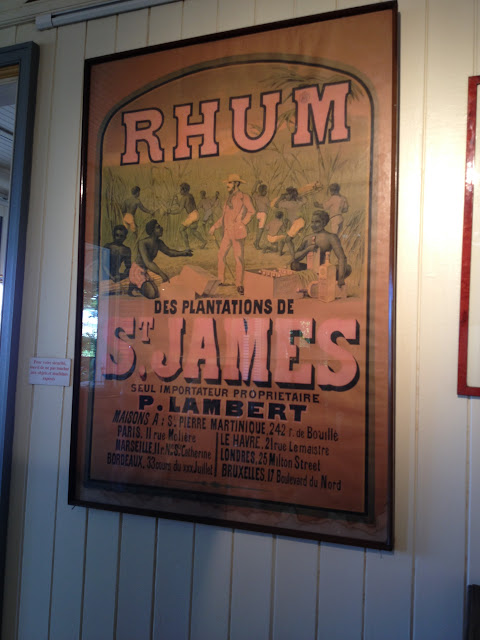 RHUM
DES PLANTATIONS DE
ST. JAMES
SEUL IMPORTATEUR PROPRIETAIRE
P. LAMBERT
MAISONS A: St. PIERRE MARTINIQUE, 242 r. de Bouillé
PARIS, 11 rue Molière
MARSEILLE, 11 r. Ne. Ste. Catherine
BORDEAUX, 33 cours du xxx Juillet
LE HAVRE, 21 rue Lemaistre
LONDRES, 25 Milton Street
BRUXELLES, 17 Boulevard du Nord